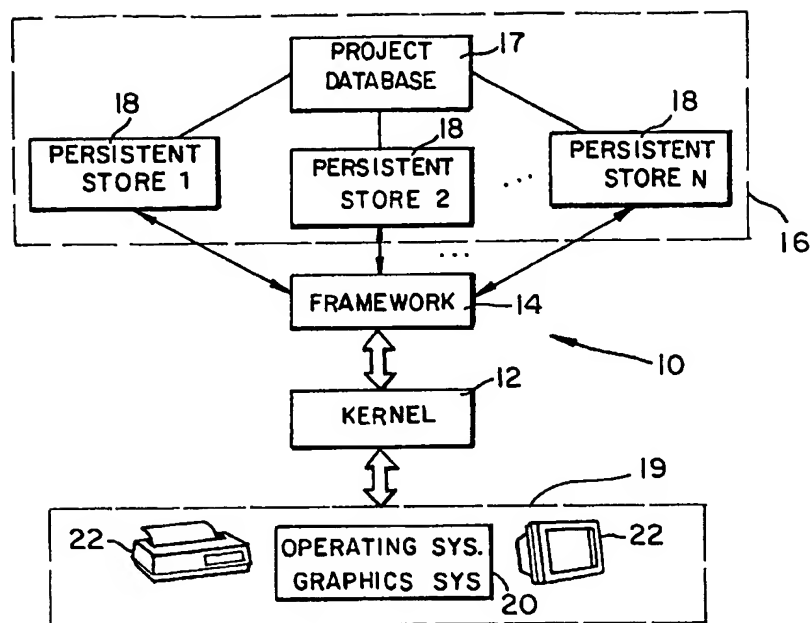 PROJECT
DATABASE
17
18
PERSISTENT
STORE 1
18
PERSISTENT
STORE 2
...
18
PERSISTENT
STORE N
16
...
FRAMEWORK
14
10
12
KERNEL
19
22
OPERATING SYS.
GRAPHICS SYS
20
22